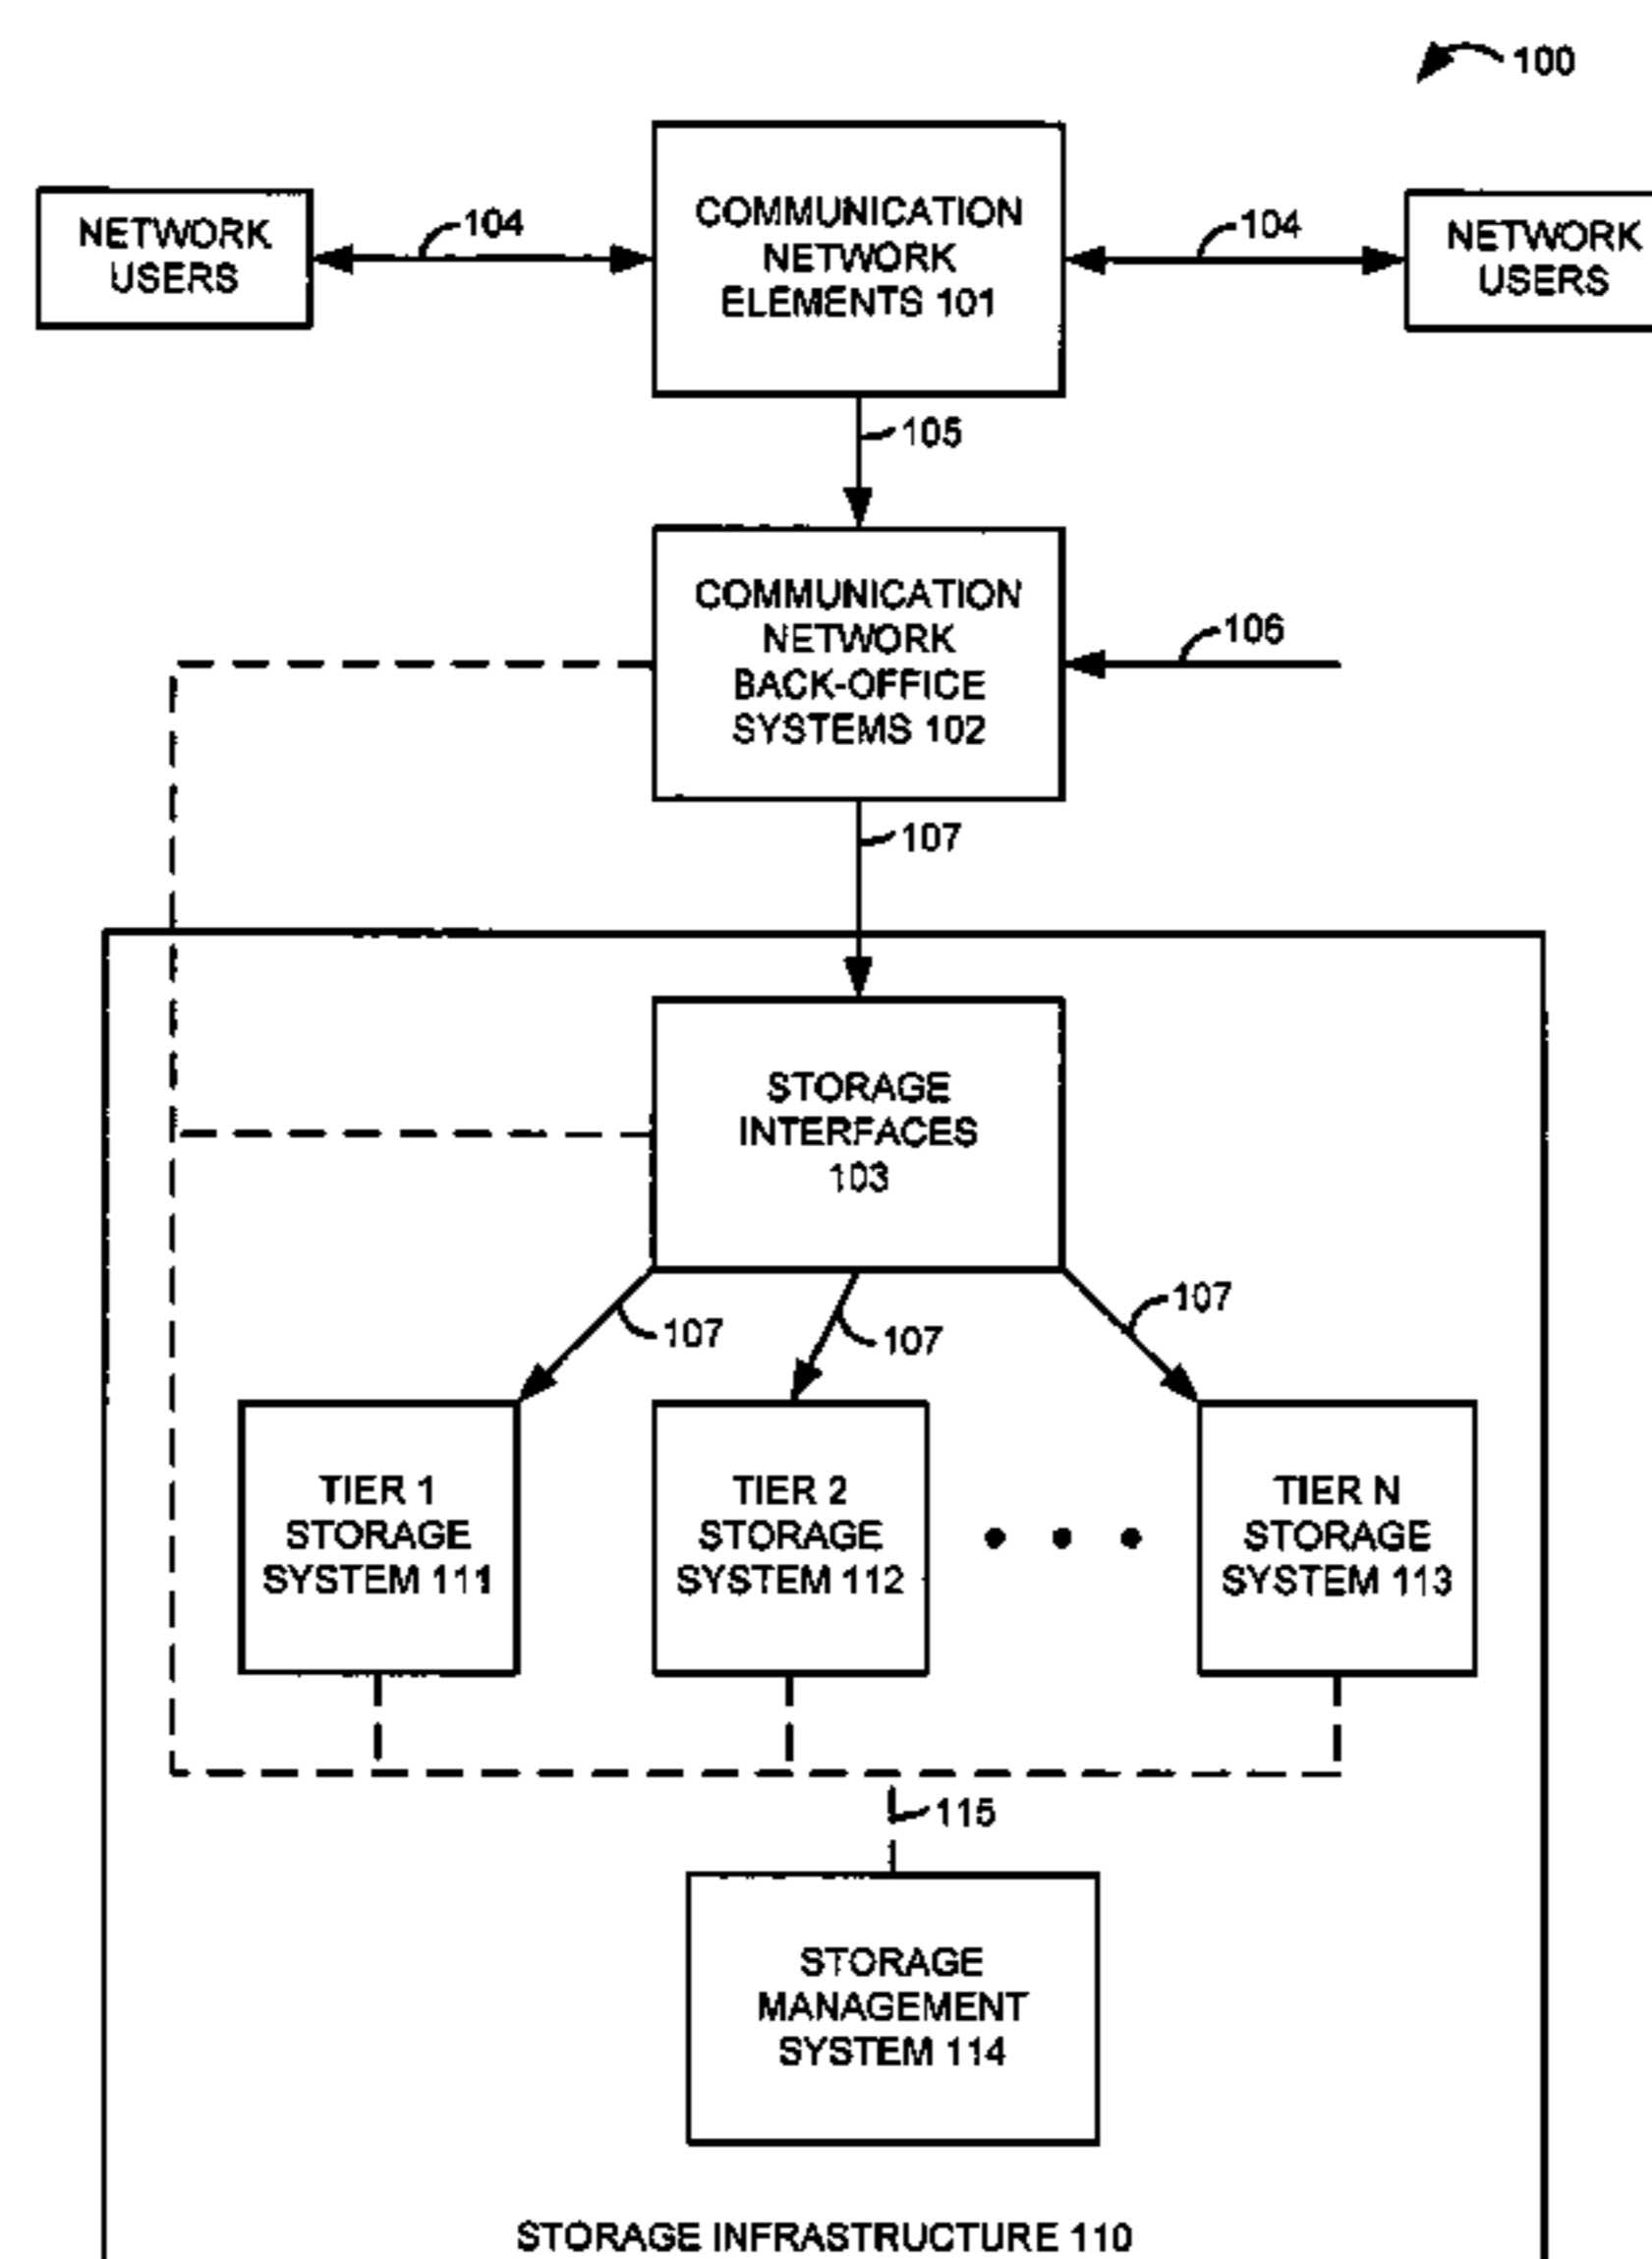 100
COMMUNICATION
NETWORK
ELEMENTS 101
NETWORK
USERS
104
104
NETWORK
USERS
105
COMMUNICATION
NETWORK
BACK-OFFICE
SYSTEMS 102
106
107
STORAGE
INTERFACES
103
107
107
107
TIER 1
STORAGE
SYSTEM 111
TIER 2
STORAGE
SYSTEM 112
TIER N
STORAGE
SYSTEM 113
115
STORAGE
MANAGEMENT
SYSTEM 114
STORAGE INFRASTRUCTURE 110